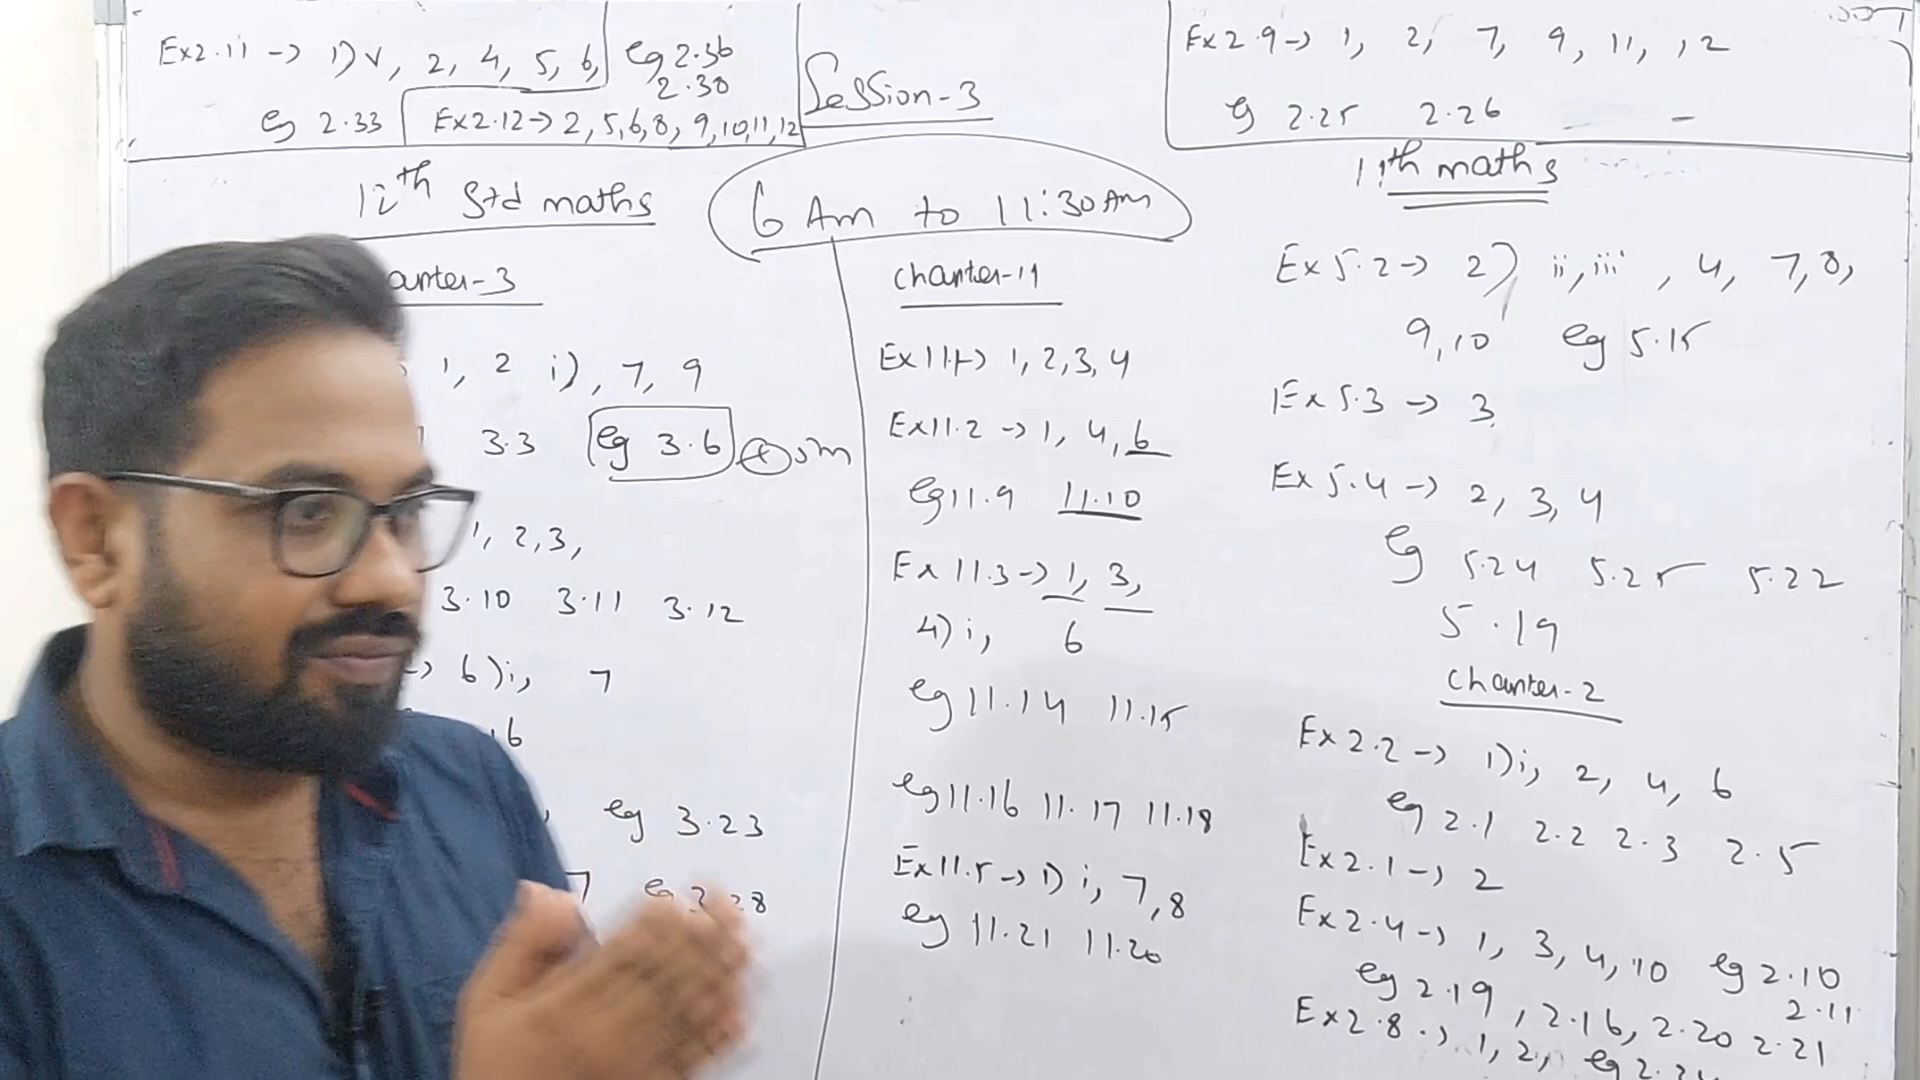 Ex2.11 → 1) v, 2, 4, 5, 6, eg 2.36
2.30
eg 2.33 Ex2.12 → 2, 5, 6, 8, 9, 10, 11, 12
Session-3
Ex 2.9 → 1, 2, 7, 9, 11, 12
eg 2.25 2.26
12th Std maths
6 Am to 11:30 AM
11th maths
-3
1, 2 i), 7, 9
3.3 eg 3.6 5m
1, 2, 3,
3.10 3.11 3.12
→ 6) i, 7
eg 3.23
7
chapter-11
Ex 11.1 → 1, 2, 3, 4
Ex11.2 → 1, 4, 6
eg 11.9 11.10
Ex 11.3 → 1, 3,
4) i, 6
eg 11.14 11.15
eg 11.16 11.17 11.18
Ex 11.5 → 1) i, 7, 8
eg 11.21 11.20
Ex 5.2 → 2) ii, iii, 4, 7, 8,
9, 10 eg 5.15
Ex 5.3 → 3
Ex 5.4 → 2, 3, 4
eg 5.24 5.25 5.22
5.19
chapter-2
Ex 2.2 → 1) i, 2, 4, 6
eg 2.1 2.2 2.3 2.5
Ex 2.1 → 2
Ex 2.4 → 1, 3, 4, 10 eg 2.10
2.11
eg 2.19, 2.16, 2.20 2.21
Ex 2.8 → 1, 2, eg